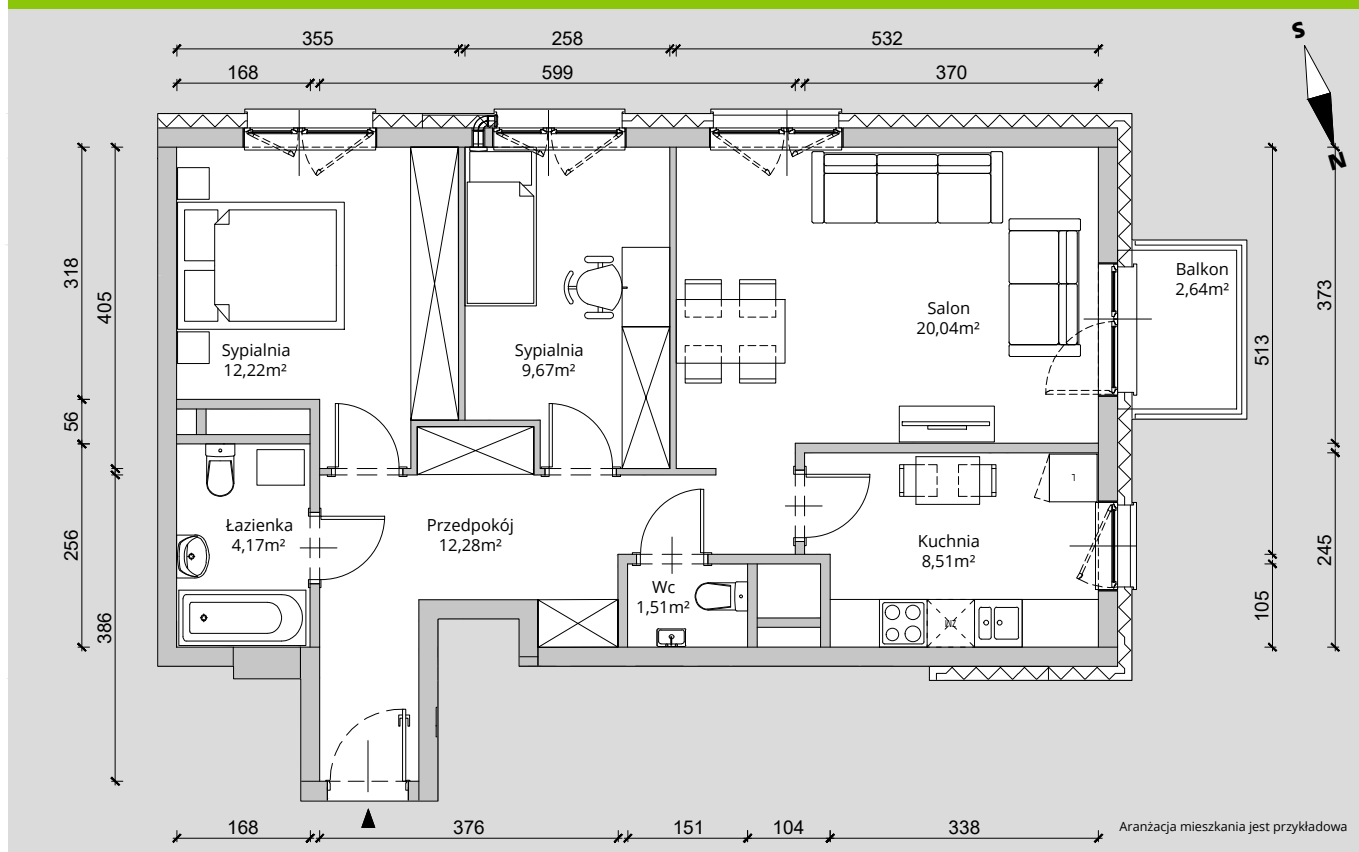 355
258
532
S
168
599
370
N
318
405
56
256
386
Sypialnia
12,22m²
Sypialnia
9,67m²
Salon
20,04m²
Balkon
2,64m²
373
513
245
105
Łazienka
4,17m²
Przedpokój
12,28m²
Wc
1,51m²
Kuchnia
8,51m²
L
168
376
151
104
338
Aranżacja mieszkania jest przykładowa